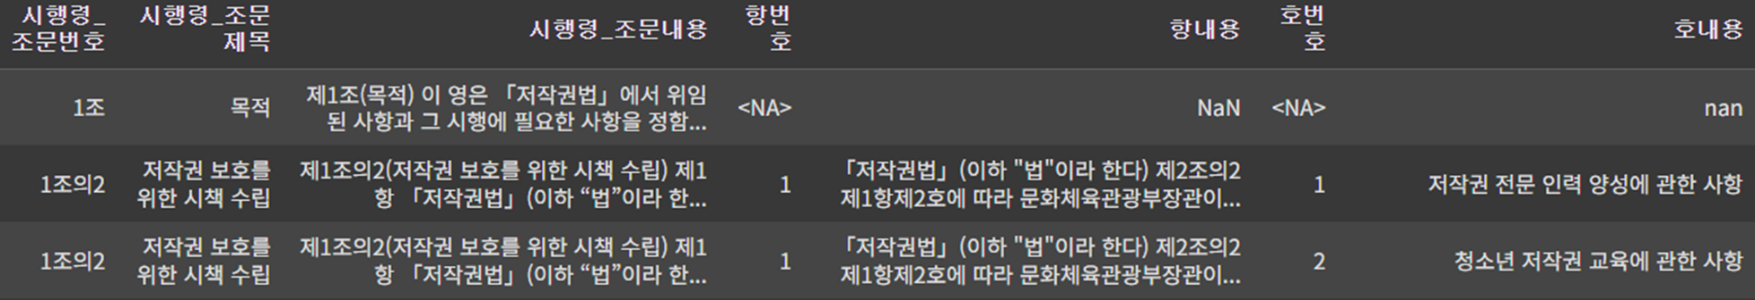 시행령_조문번호 시행령_조문제목 시행령_조문내용 항번호 항내용 호번호 호내용
1조 목적 제1조(목적) 이 영은 「저작권법」에서 위임된 사항과 그 시행에 필요한 사항을 정함... <NA> NaN <NA> nan
1조의2 저작권 보호를 위한 시책 수립 제1조의2(저작권 보호를 위한 시책 수립) 제1항 「저작권법」(이하 “법”이라 한... 1 「저작권법」(이하 "법"이라 한다) 제2조의2제1항제2호에 따라 문화체육관광부장관이... 1 저작권 전문 인력 양성에 관한 사항
1조의2 저작권 보호를 위한 시책 수립 제1조의2(저작권 보호를 위한 시책 수립) 제1항 「저작권법」(이하 “법”이라 한... 1 「저작권법」(이하 "법"이라 한다) 제2조의2제1항제2호에 따라 문화체육관광부장관이... 2 청소년 저작권 교육에 관한 사항